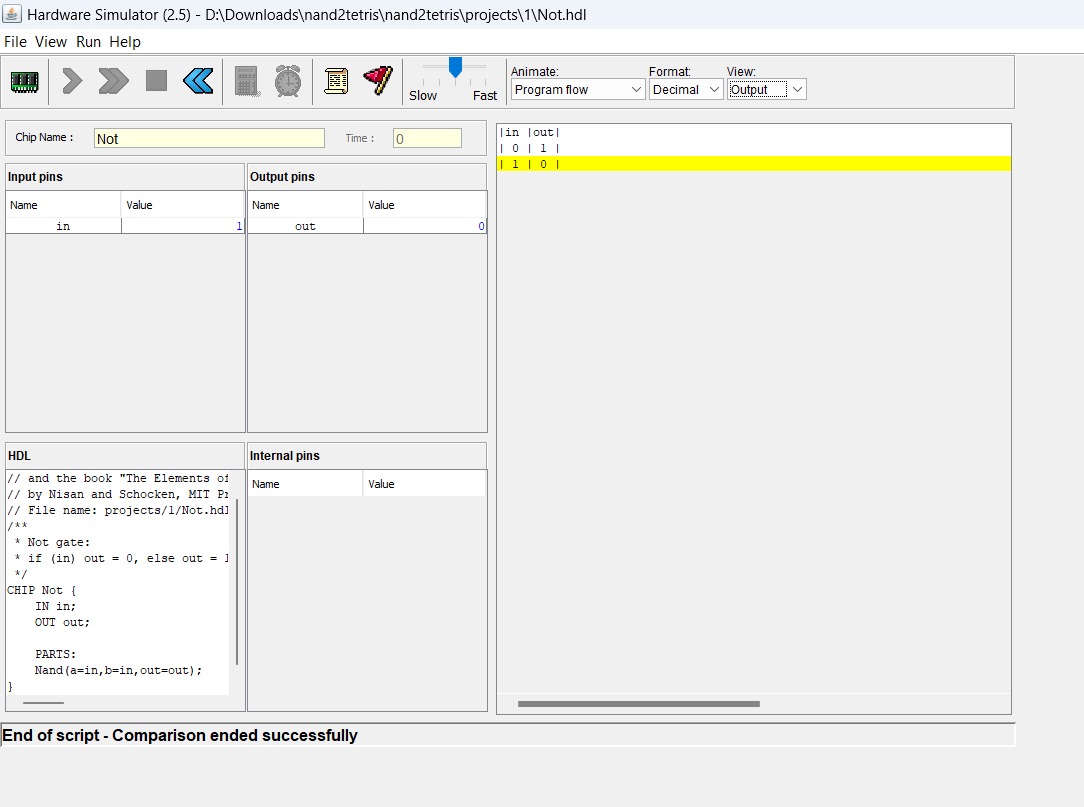 Hardware Simulator (2.5) - D:\Downloads\nand2tetris\nand2tetris\projects\1\Not.hdl
File View Run Help
Slow Fast
Animate: Format: View:
Program flow Decimal Output
Chip Name : Not Time : 0
Input pins
Name Value
in 1
Output pins
Name Value
out 0
HDL
// and the book "The Elements of
// by Nisan and Schocken, MIT Pr
// File name: projects/1/Not.hdl
/**
* Not gate:
* if (in) out = 0, else out = 1
*/
CHIP Not {
IN in;
OUT out;
PARTS:
Nand(a=in,b=in,out=out);
}
Internal pins
Name Value
|in |out|
| 0 | 1 |
| 1 | 0 |
End of script - Comparison ended successfully